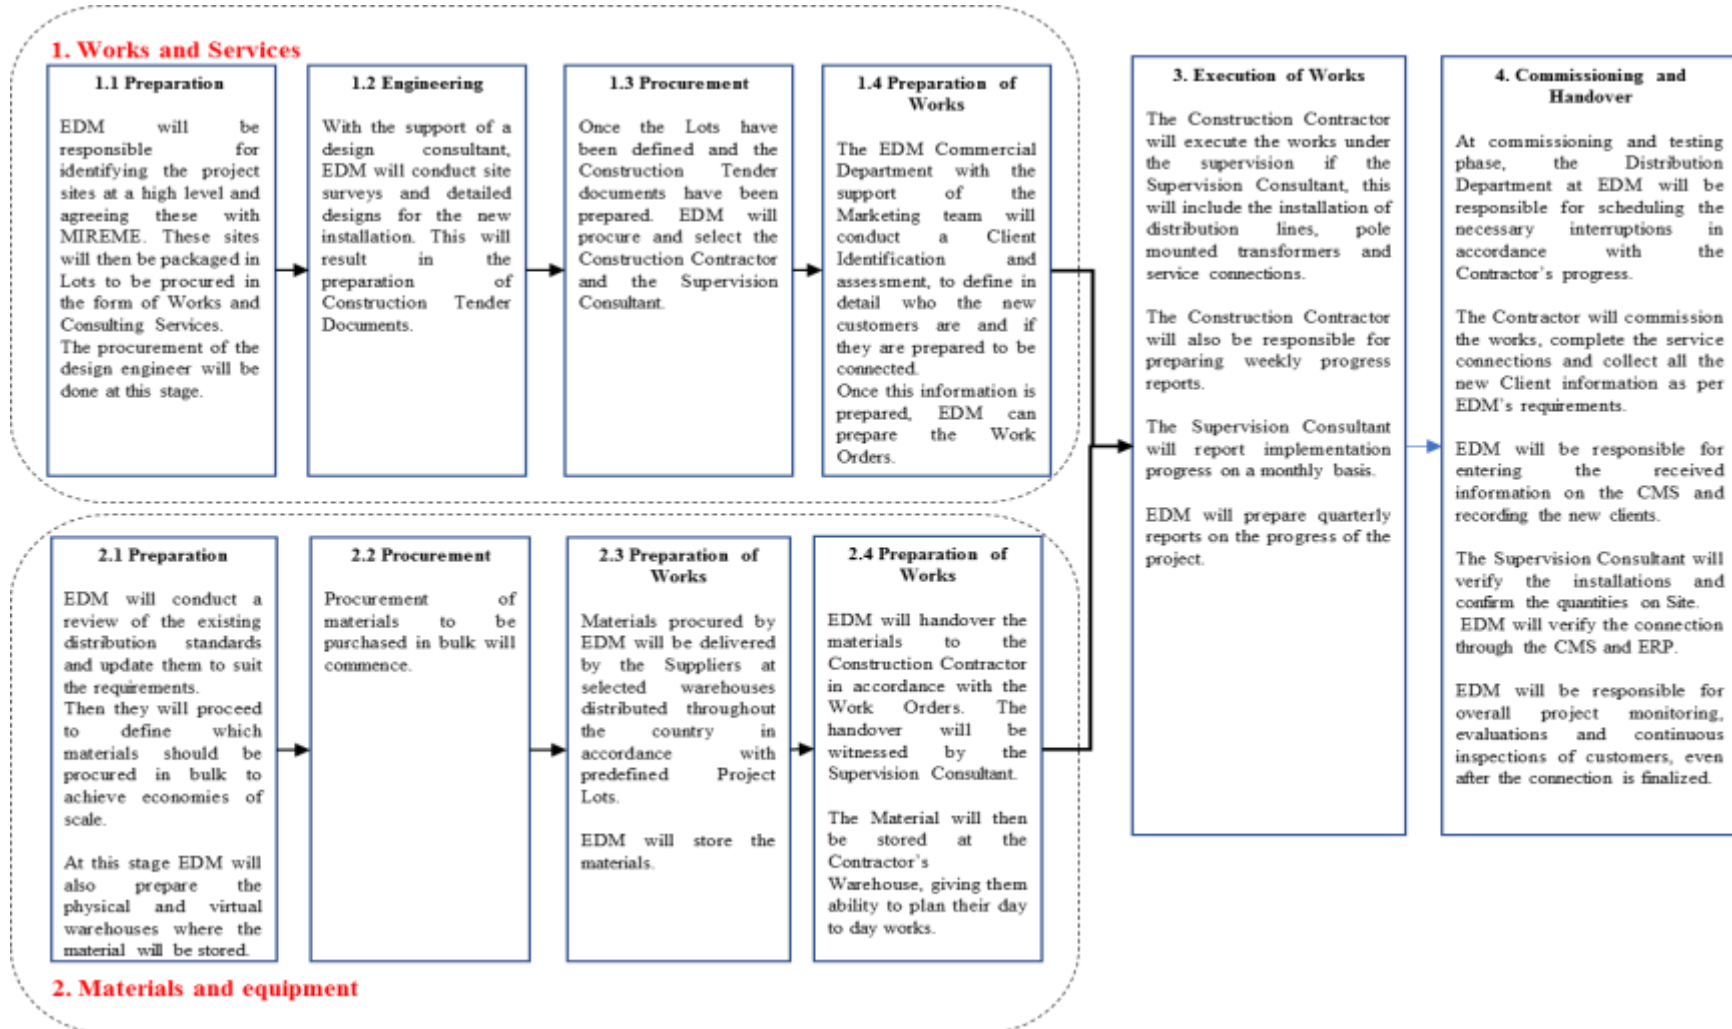 1. Works and Services
1.1 Preparation
EDM will be
responsible for
identifying the project
sites at a high level and
agreeing these with
MIREME. These sites
will then be packaged in
Lots to be procured in
the form of Works and
Consulting Services.
The procurement of the
design engineer will be
done at this stage.
1.2 Engineering
With the support of a
design consultant,
EDM will conduct site
surveys and detailed
designs for the new
installation. This will
result in the
preparation of
Construction Tender
Documents.
1.3 Procurement
Once the Lots have
been defined and the
Construction Tender
documents have been
prepared. EDM will
procure and select the
Construction Contractor
and the Supervision
Consultant.
1.4 Preparation of
Works
The EDM Commercial
Department with the
support of the
Marketing team will
conduct a Client
Identification and
assessment, to define in
detail who the new
customers are and if
they are prepared to be
connected.
Once this information is
prepared, EDM can
prepare the Work
Orders.
2.1 Preparation
EDM will conduct a
review of the existing
distribution standards
and update them to suit
the requirements.
Then they will proceed
to define which
materials should be
procured in bulk to
achieve economies of
scale.
At this stage EDM will
also prepare the
physical and virtual
warehouses where the
material will be stored.
2.2 Procurement
Procurement of
materials to be
purchased in bulk will
commence.
2.3 Preparation of
Works
Materials procured by
EDM will be delivered
by the Suppliers at
selected warehouses
distributed throughout
the country in
accordance with
predefined Project
Lots.
EDM will store the
materials.
2.4 Preparation of
Works
EDM will handover the
materials to the
Construction Contractor
in accordance with the
Work Orders. The
handover will be
witnessed by the
Supervision Consultant.
The Material will then
be stored at the
Contractor's
Warehouse, giving them
ability to plan their day
to day works.
2. Materials and equipment
3. Execution of Works
The Construction Contractor
will execute the works under
the supervision if the
Supervision Consultant, this
will include the installation of
distribution lines, pole
mounted transformers and
service connections.
The Construction Contractor
will also be responsible for
preparing weekly progress
reports.
The Supervision Consultant
will report implementation
progress on a monthly basis.
EDM will prepare quarterly
reports on the progress of the
project.
4. Commissioning and
Handover
At commissioning and testing
phase, the Distribution
Department at EDM will be
responsible for scheduling the
necessary interruptions in
accordance with the
Contractor's progress.
The Contractor will commission
the works, complete the service
connections and collect all the
new Client information as per
EDM's requirements.
EDM will be responsible for
entering the received
information on the CMS and
recording the new clients.
The Supervision Consultant will
verify the installations and
confirm the quantities on Site.
EDM will verify the connection
through the CMS and ERP.
EDM will be responsible for
overall project monitoring,
evaluations and continuous
inspections of customers, even
after the connection is finalized.